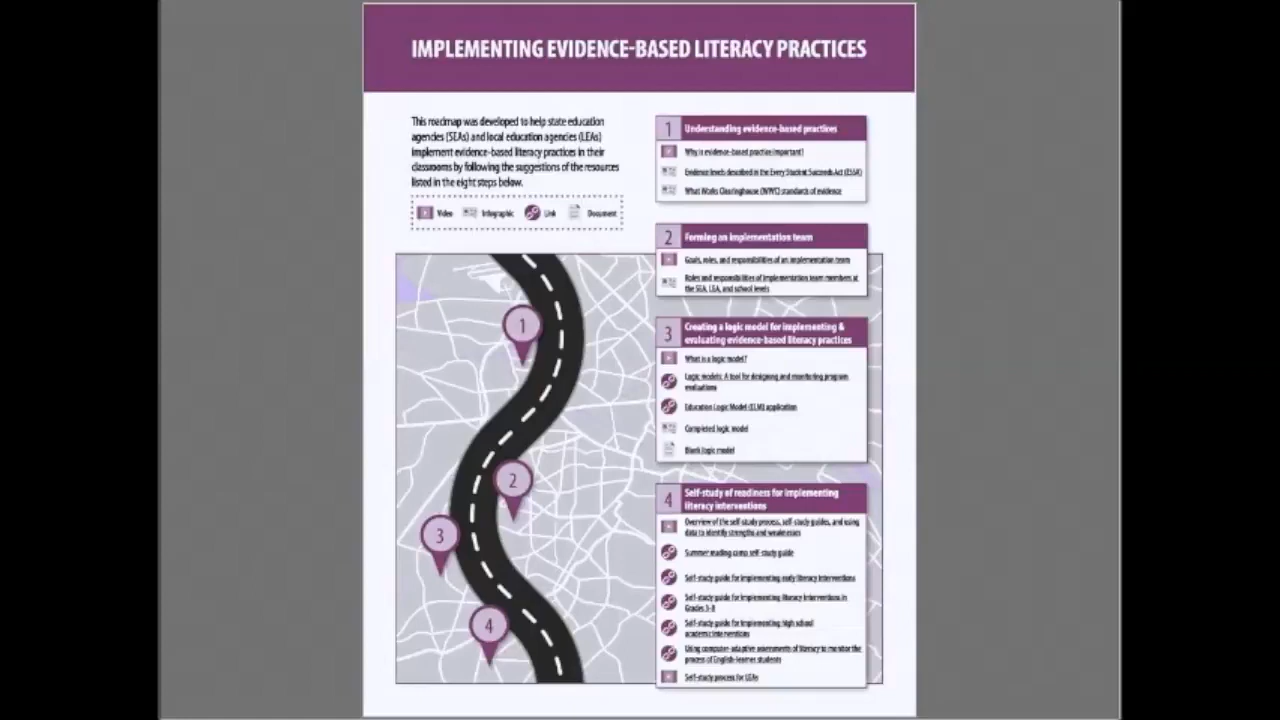 IMPLEMENTING EVIDENCE-BASED LITERACY PRACTICES
This roadmap was developed to help state education
agencies (SEAs) and local education agencies (LEAs)
implement evidence-based literacy practices in their
classrooms by following the suggestions of the resources
listed in the eight steps below.
Video Infographic Link Document
1 Understanding evidence-based practices
Why is evidence-based practice important?
Evidence levels described in the Every Student Succeeds Act (ESSA)
What Works Clearinghouse (WWC) standards of evidence
2 Forming an implementation team
Goals, roles, and responsibilities of an implementation team
Roles and responsibilities of implementation team members at
the SEA, LEA, and school levels
3 Creating a logic model for implementing &
evaluating evidence-based literacy practices
What is a logic model?
Logic models: A tool for designing and monitoring program
evaluations
Education Logic Model (ELM) application
Completed logic model
Blank logic model
4 Self-study of readiness for implementing
literacy interventions
Overview of the self-study process, self-study guides, and using
data to identify strengths and weaknesses
Summer reading camp self-study guide
Self-study guide for implementing early literacy interventions
Self-study guide for implementing literacy interventions in
Grades 3-8
Self-study guide for implementing high school
academic interventions
Using computer-adaptive assessments of literacy to monitor the
process of English-learner students
Self-study process for LEAs
1
2
3
4